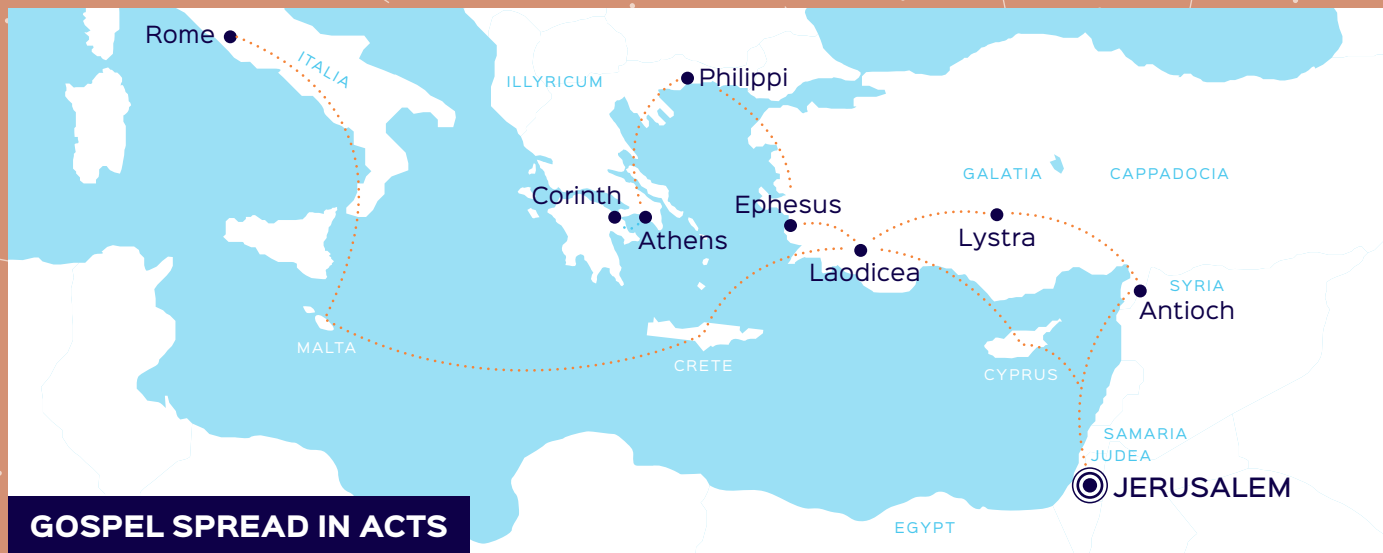 Rome
ITALIA
ILLYRICUM
Philippi
GALATIA
CAPPADOCIA
Corinth
Ephesus
Athens
Lystra
Laodicea
SYRIA
Antioch
MALTA
CRETE
CYPRUS
SAMARIA
JUDEA
JERUSALEM
EGYPT
GOSPEL SPREAD IN ACTS